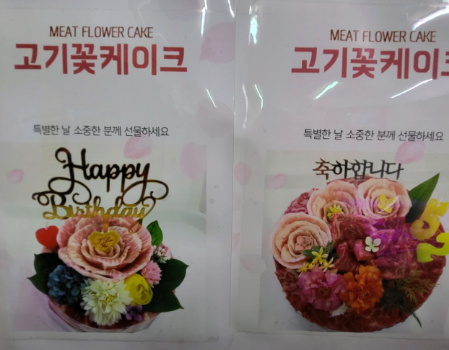 MEAT FLOWER CAKE
고기꽃케이크
특별한 날 소중한 분께 선물하세요
Happy
Birthday
MEAT FLOWER CAKE
고기꽃케이크
특별한 날 소중한 분께 선물하세요
축하합니다